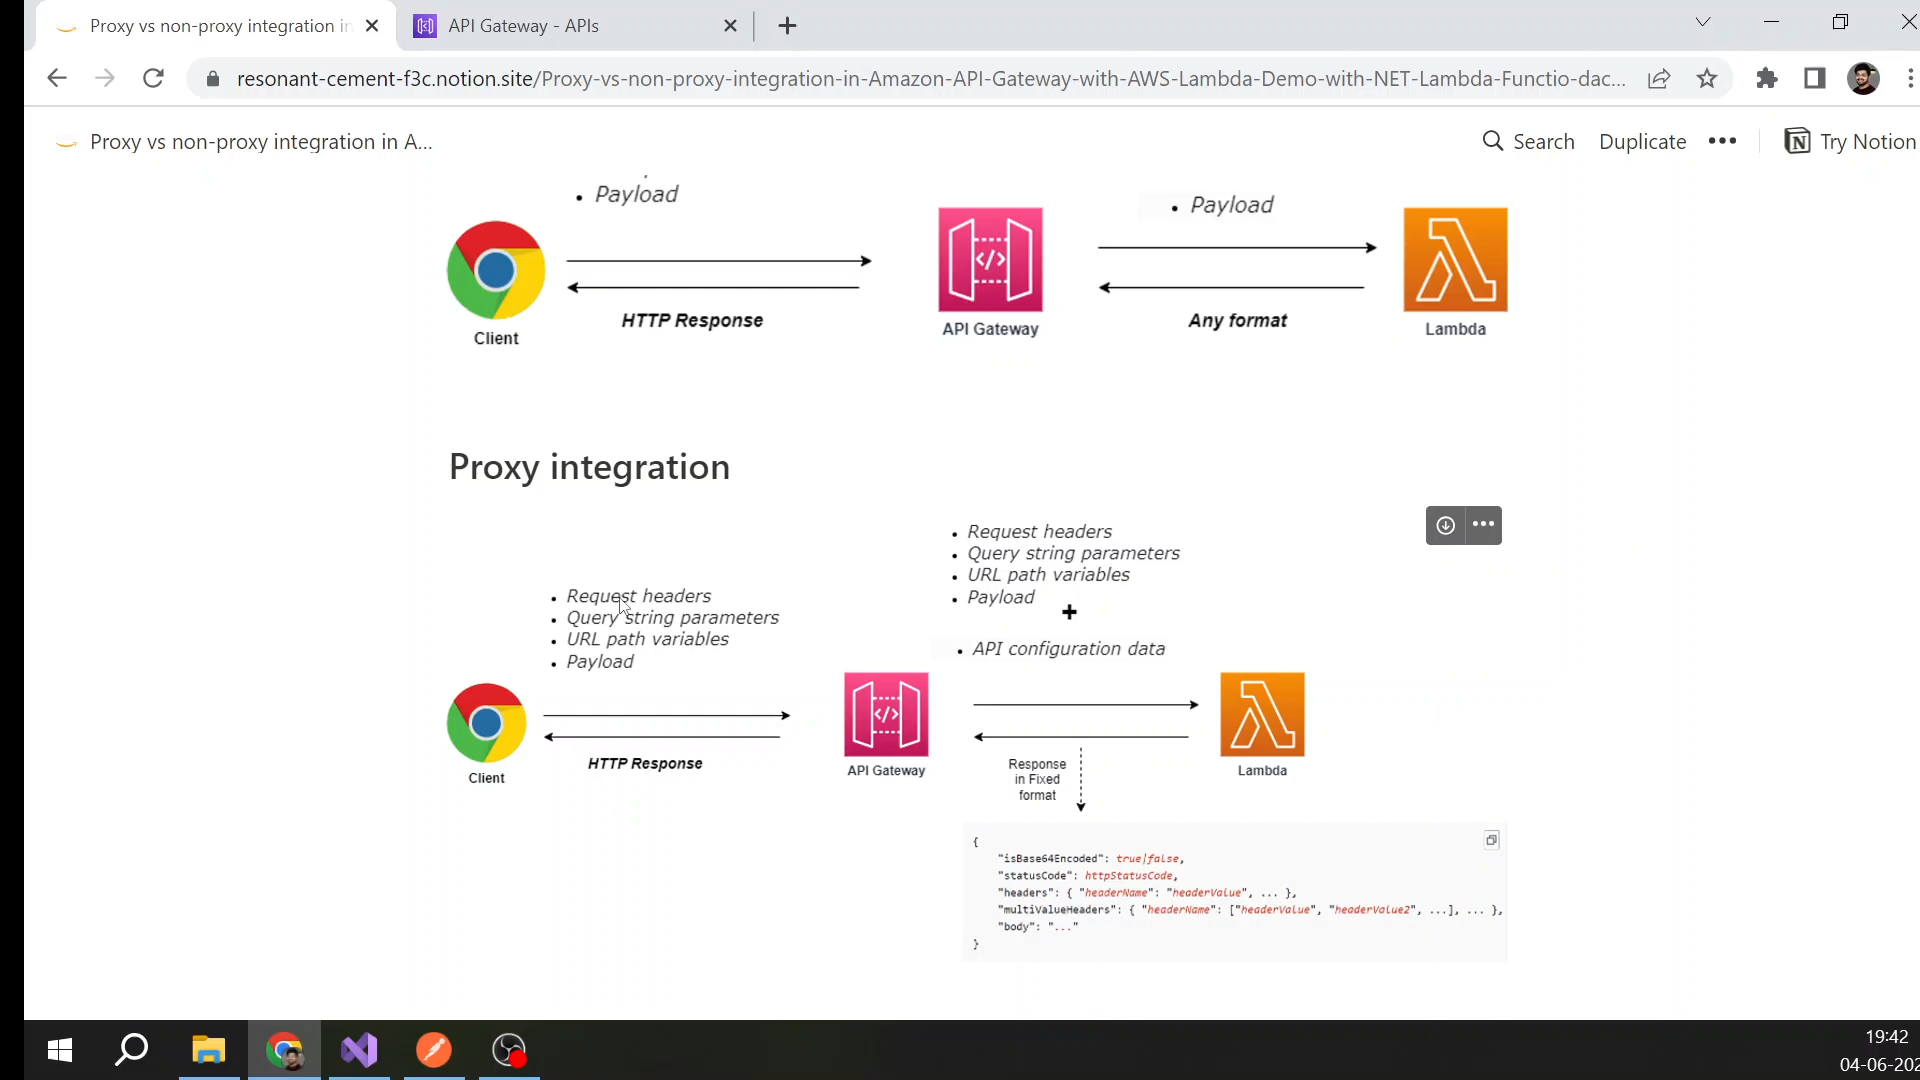 Proxy vs non-proxy integration in
API Gateway - APIs
resonant-cement-f3c.notion.site/Proxy-vs-non-proxy-integration-in-Amazon-API-Gateway-with-AWS-Lambda-Demo-with-NET-Lambda-Functio-dac...
Proxy vs non-proxy integration in A...
Search
Duplicate
Try Notion
• Payload
• Payload
Client
HTTP Response
API Gateway
Any format
Lambda
Proxy integration
• Request headers
• Query string parameters
• URL path variables
• Payload
+
• API configuration data
• Request headers
• Query string parameters
• URL path variables
• Payload
Client
HTTP Response
API Gateway
Response
in Fixed
format
Lambda
{
"isBase64Encoded": true|false,
"statusCode": httpStatusCode,
"headers": { "headerName": "headerValue", ... },
"multiValueHeaders": { "headerName": ["headerValue", "headerValue2", ...], ... },
"body": "..."
}
19:42
04-06-202